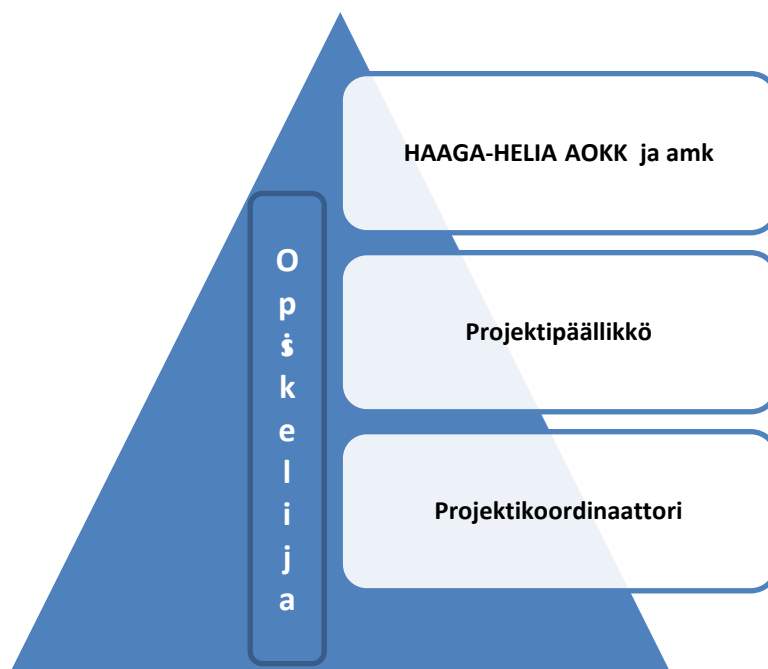 HAAGA-HELIA AOKK ja amk
Opiskelija
Projektipäällikkö
Projektikoordinaattori